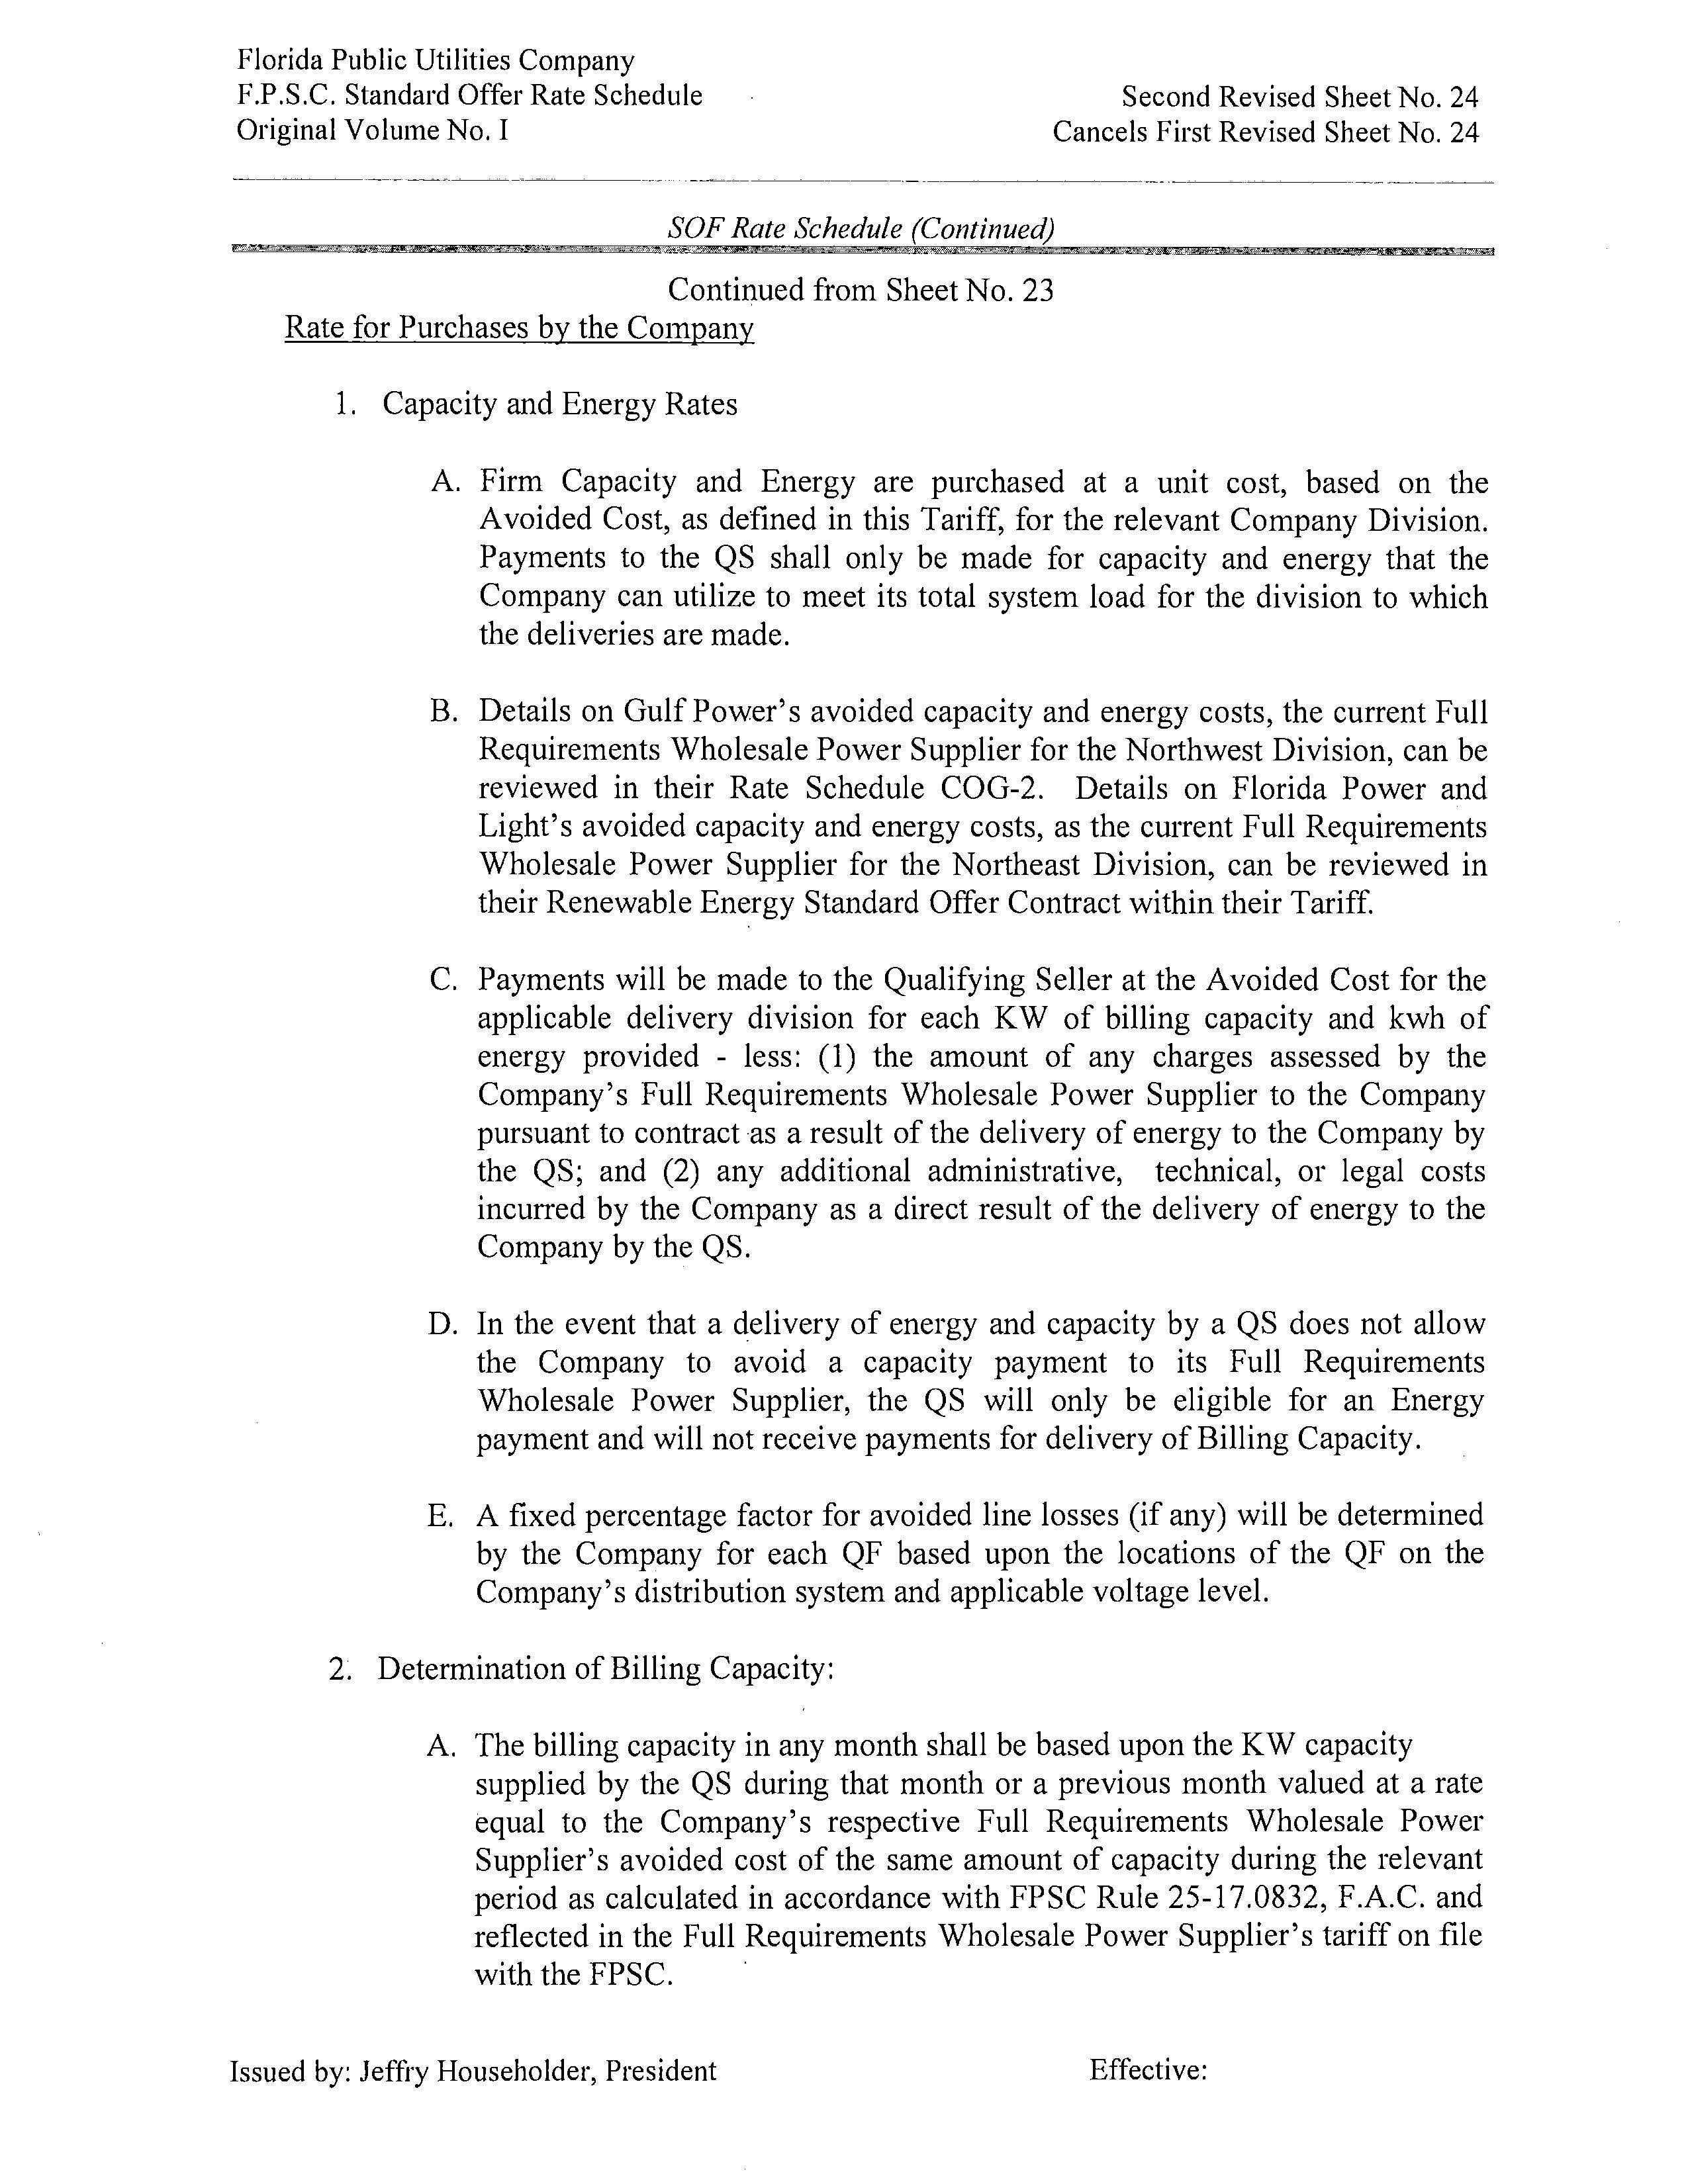 Florida Public Utilities Company
F.P.S.C. Standard Offer Rate Schedule
Second Revised Sheet No. 24
Original Volume No. I
Cancels First Revised Sheet No. 24
SOF Rate Schedule (Continued)
Continued from Sheet No. 23
Rate for Purchases by the Company
1. Capacity and Energy Rates
A. Firm Capacity and Energy are purchased at a unit cost, based on the
Avoided Cost, as defined in this Tariff, for the relevant Company Division.
Payments to the QS shall only be made for capacity and energy that the
Company can utilize to meet its total system load for the division to which
the deliveries are made.
B. Details on Gulf Power's avoided capacity and energy costs, the current Full
Requirements Wholesale Power Supplier for the Northwest Division, can be
reviewed in their Rate Schedule COG-2. Details on Florida Power and
Light's avoided capacity and energy costs, as the current Full Requirements
Wholesale Power Supplier for the Northeast Division, can be reviewed in
their Renewable Energy Standard Offer Contract within their Tariff.
C. Payments will be made to the Qualifying Seller at the Avoided Cost for the
applicable delivery division for each KW of billing capacity and kwh of
energy provided - less: (1) the amount of any charges assessed by the
Company's Full Requirements Wholesale Power Supplier to the Company
pursuant to contract as a result of the delivery of energy to the Company by
the QS; and (2) any additional administrative, technical, or legal costs
incurred by the Company as a direct result of the delivery of energy to the
Company by the QS.
D. In the event that a delivery of energy and capacity by a QS does not allow
the Company to avoid a capacity payment to its Full Requirements
Wholesale Power Supplier, the QS will only be eligible for an Energy
payment and will not receive payments for delivery of Billing Capacity.
E. A fixed percentage factor for avoided line losses (if any) will be determined
by the Company for each QF based upon the locations of the QF on the
Company's distribution system and applicable voltage level.
2. Determination of Billing Capacity:
A. The billing capacity in any month shall be based upon the KW capacity
supplied by the QS during that month or a previous month valued at a rate
equal to the Company's respective Full Requirements Wholesale Power
Supplier's avoided cost of the same amount of capacity during the relevant
period as calculated in accordance with FPSC Rule 25-17.0832, F.A.C. and
reflected in the Full Requirements Wholesale Power Supplier's tariff on file
with the FPSC.
Issued by: Jeffry Householder, President
Effective: